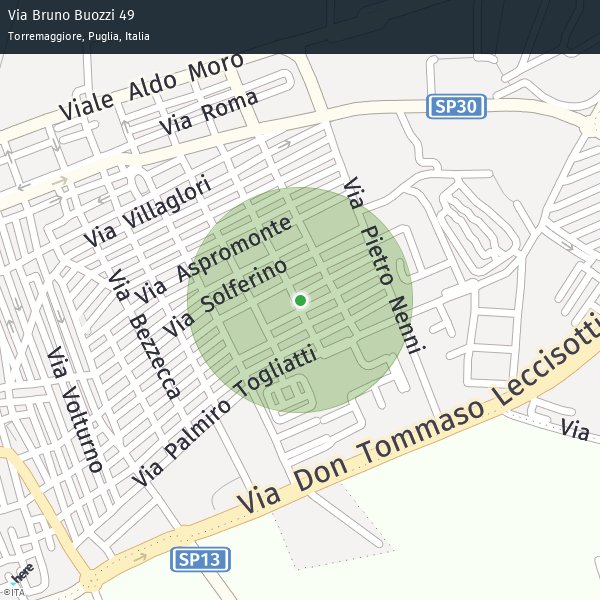 Via Bruno Buozzi 49
Torremaggiore, Puglia, Italia
Viale Aldo Moro
Via Roma
SP30
Via Villaglori
Via Pietro Nenni
Via Aspromonte
Via Solferino
Via Bezzecca
Via Volturno
Via Palmiro Togliatti
Via Don Tommaso Leccisotti
Via
SP13
here
©ITA